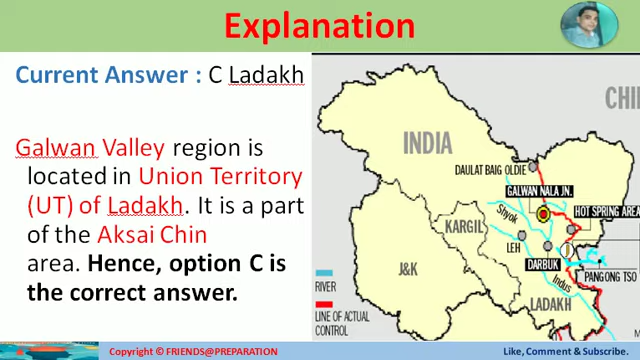 Explanation
Current Answer : C Ladakh
Galwan Valley region is
located in Union Territory
(UT) of Ladakh. It is a part
of the Aksai Chin
area. Hence, option C is
the correct answer.
CHI
INDIA
DAULAT BAIG OLDIE
GALWAN NALA JN.
Shyok
HOT SPRING AREA
KARGIL
LEH
J&K
DARBUK
PANGONG TSO
Indus
RIVER
LADAKH
LINE OF ACTUAL
CONTROL
Copyright © FRIENDS@PREPARATION
Like, Comment & Subscribe.